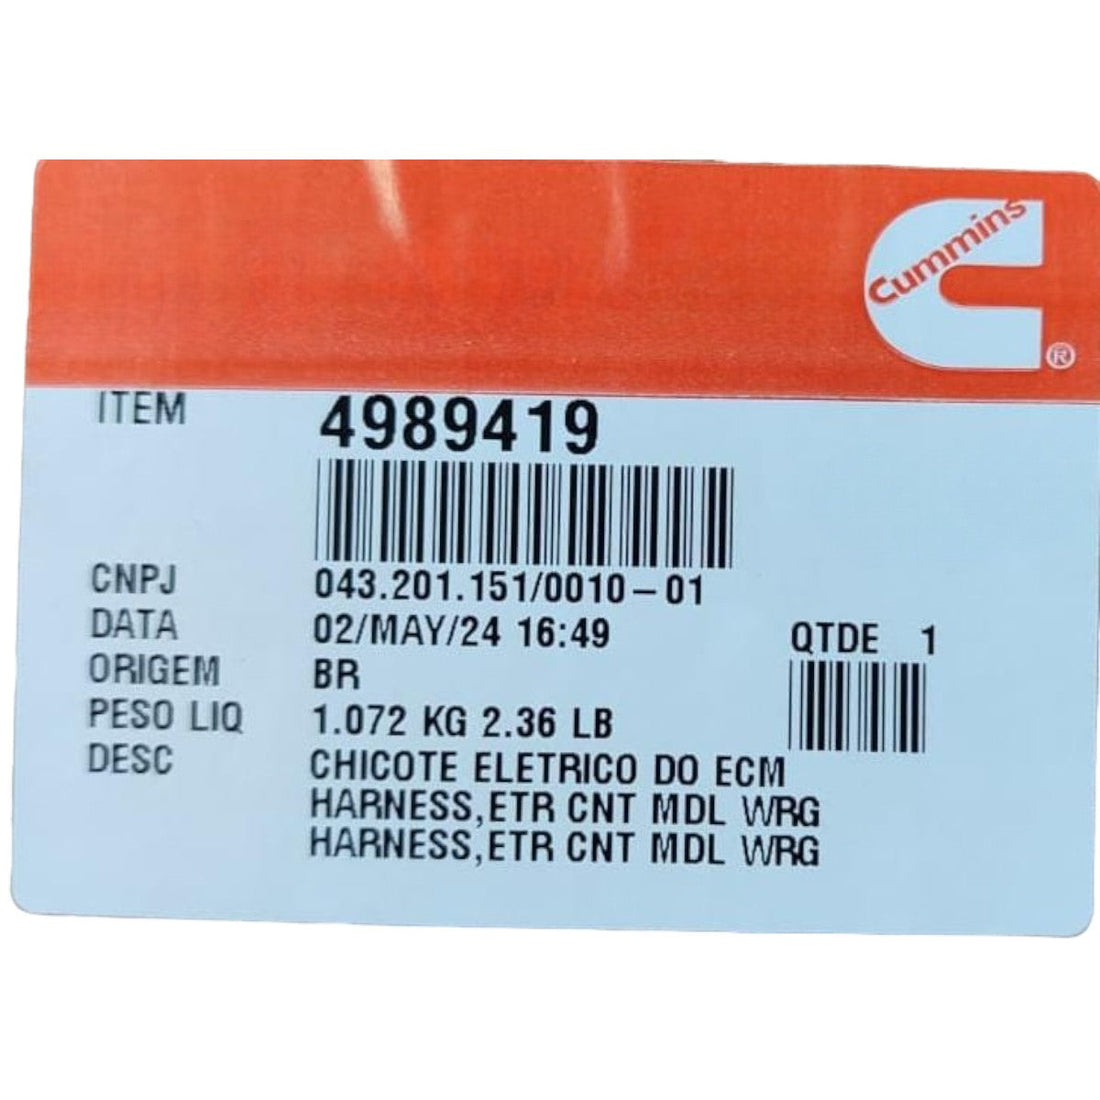 Cummins
®
ITEM 4989419
CNPJ 043.201.151/0010-01
DATA 02/MAY/24 16:49 QTDE 1
ORIGEM BR
PESO LIQ 1.072 KG 2.36 LB
DESC CHICOTE ELETRICO DO ECM
HARNESS,ETR CNT MDL WRG
HARNESS,ETR CNT MDL WRG